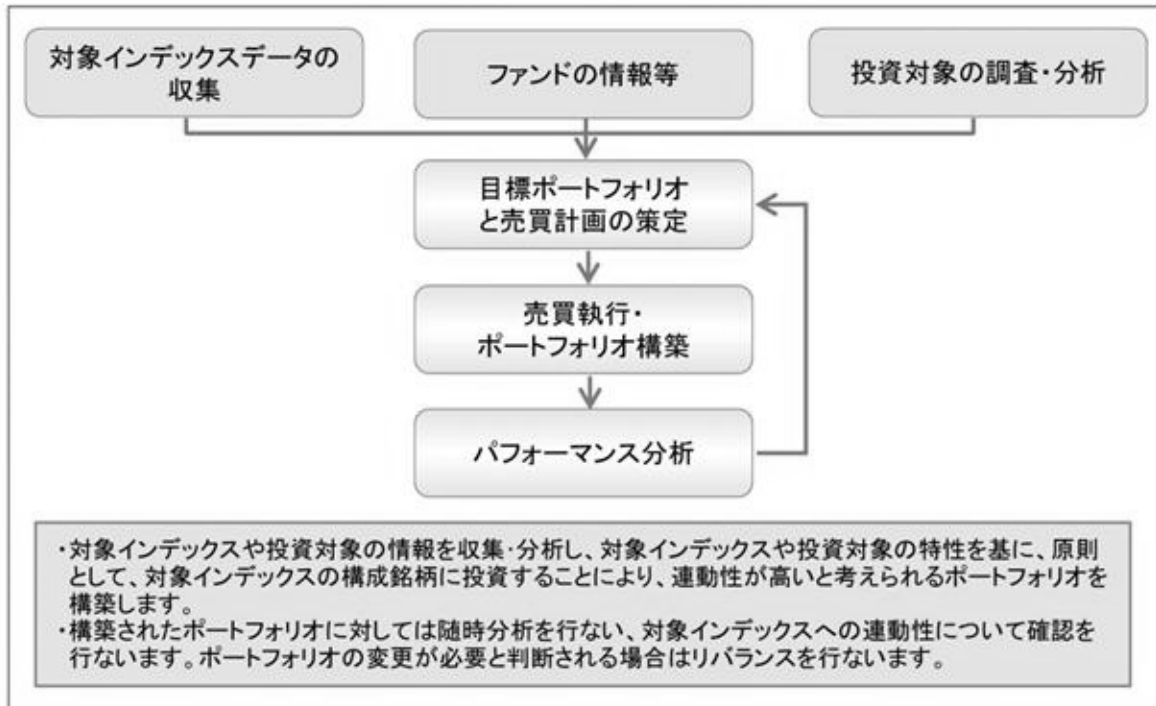 対象インデックスデータの
収集
ファンドの情報等
投資対象の調査・分析
目標ポートフォリオ
と売買計画の策定
売買執行・
ポートフォリオ構築
パフォーマンス分析
・対象インデックスや投資対象の情報を収集・分析し、対象インデックスや投資対象の特性を基に、原則
として、対象インデックスの構成銘柄に投資することにより、連動性が高いと考えられるポートフォリオを
構築します。
・構築されたポートフォリオに対しては随時分析を行ない、対象インデックスへの連動性について確認を
行ないます。ポートフォリオの変更が必要と判断される場合はリバランスを行ないます。